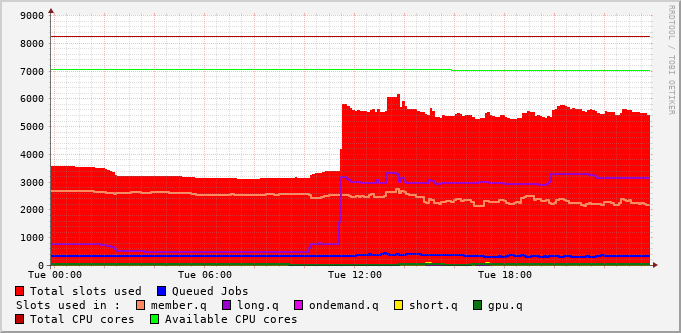 9000
8000
7000
6000
5000
4000
3000
2000
1000
0
Tue 00:00 Tue 06:00 Tue 12:00 Tue 18:00
RRDTOOL / TOBI OETIKER
Total slots used Queued Jobs
Slots used in : member.q long.q ondemand.q short.q gpu.q
Total CPU cores Available CPU cores